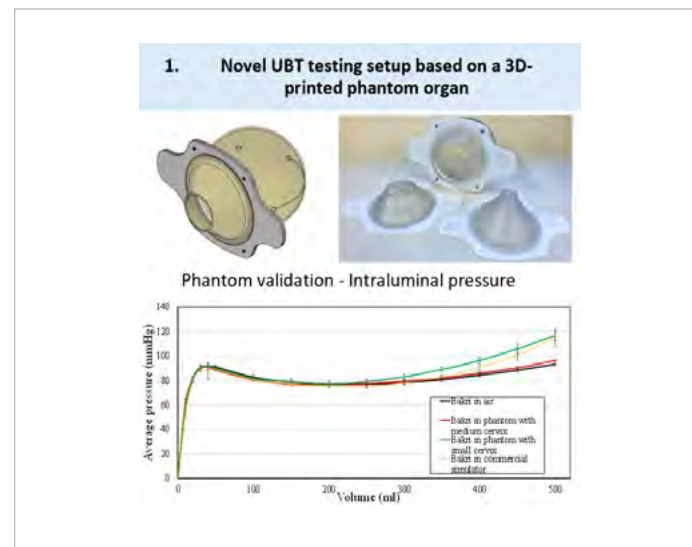 1. Novel UBT testing setup based on a 3D-
printed phantom organ
Phantom validation - Intraluminal pressure
Average pressure (mmHg)
140
120
100
80
60
40
20
0
0 100 200 300 400 500
Volume (ml)
Bakri in air
Bakri in phantom with
medium cervix
Bakri in phantom with
small cervix
Bakri in commercial
simulator